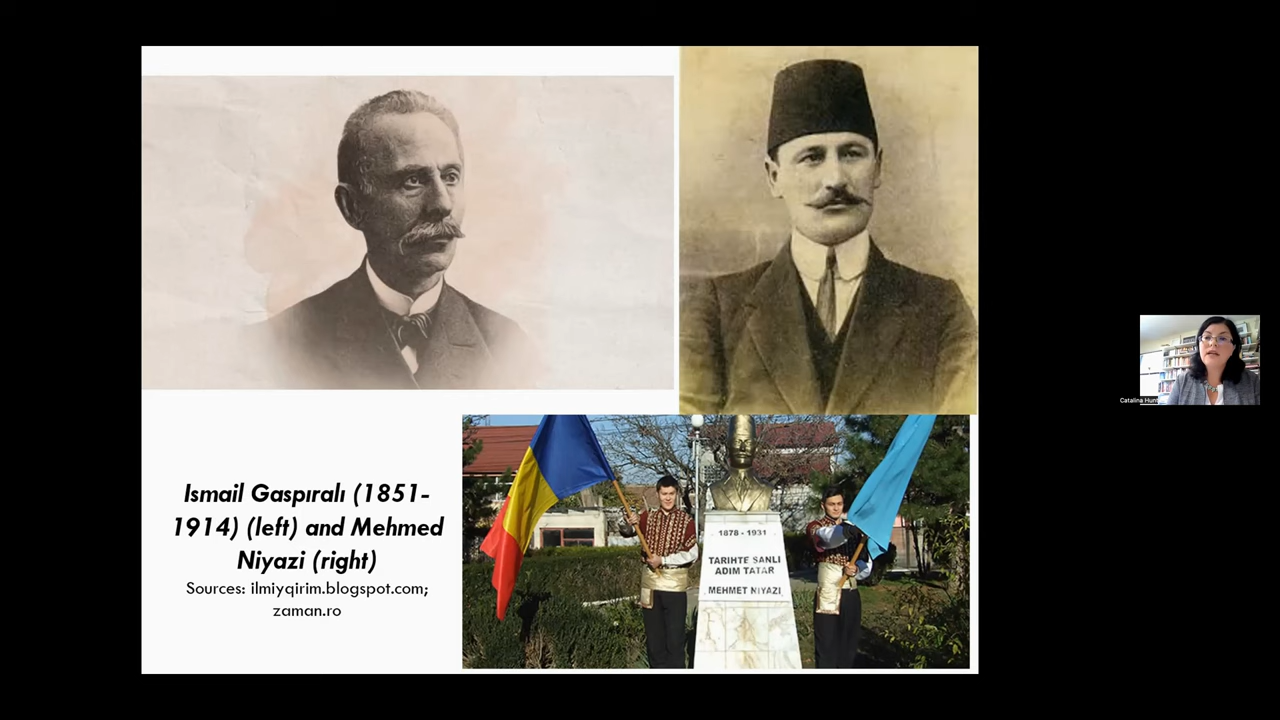 Ismail Gaspıralı (1851-
1914) (left) and Mehmed
Niyazi (right)
Sources: ilmiyqirim.blogspot.com;
zaman.ro
1878 - 1931
TARIHTE SANLI
ADIM TATAR
MEHMET NIYAZI
Catalina